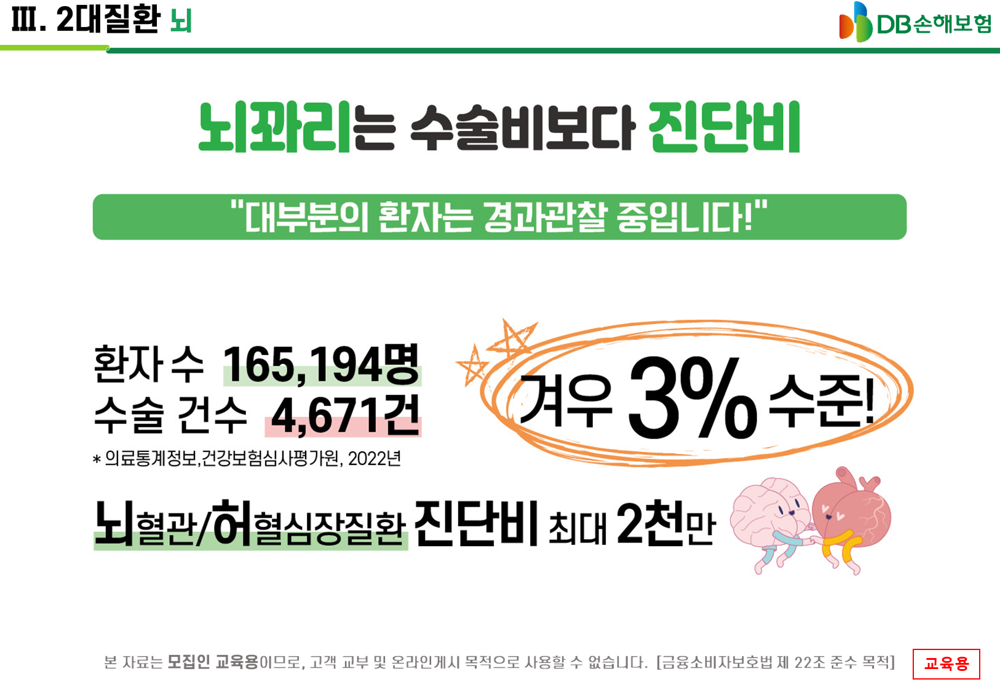 Ⅲ. 2대질환 뇌
DB손해보험
뇌꽈리는 수술비보다 진단비
"대부분의 환자는 경과관찰 중입니다!"
환자 수 165,194명
수술 건수 4,671건
* 의료통계정보,건강보험심사평가원, 2022년
겨우 3% 수준!
뇌혈관/허혈심장질환 진단비 최대 2천만
본 자료는 모집인 교육용이므로, 고객 교부 및 온라인게시 목적으로 사용할 수 없습니다. [금융소비자보호법 제 22조 준수 목적]
교육용